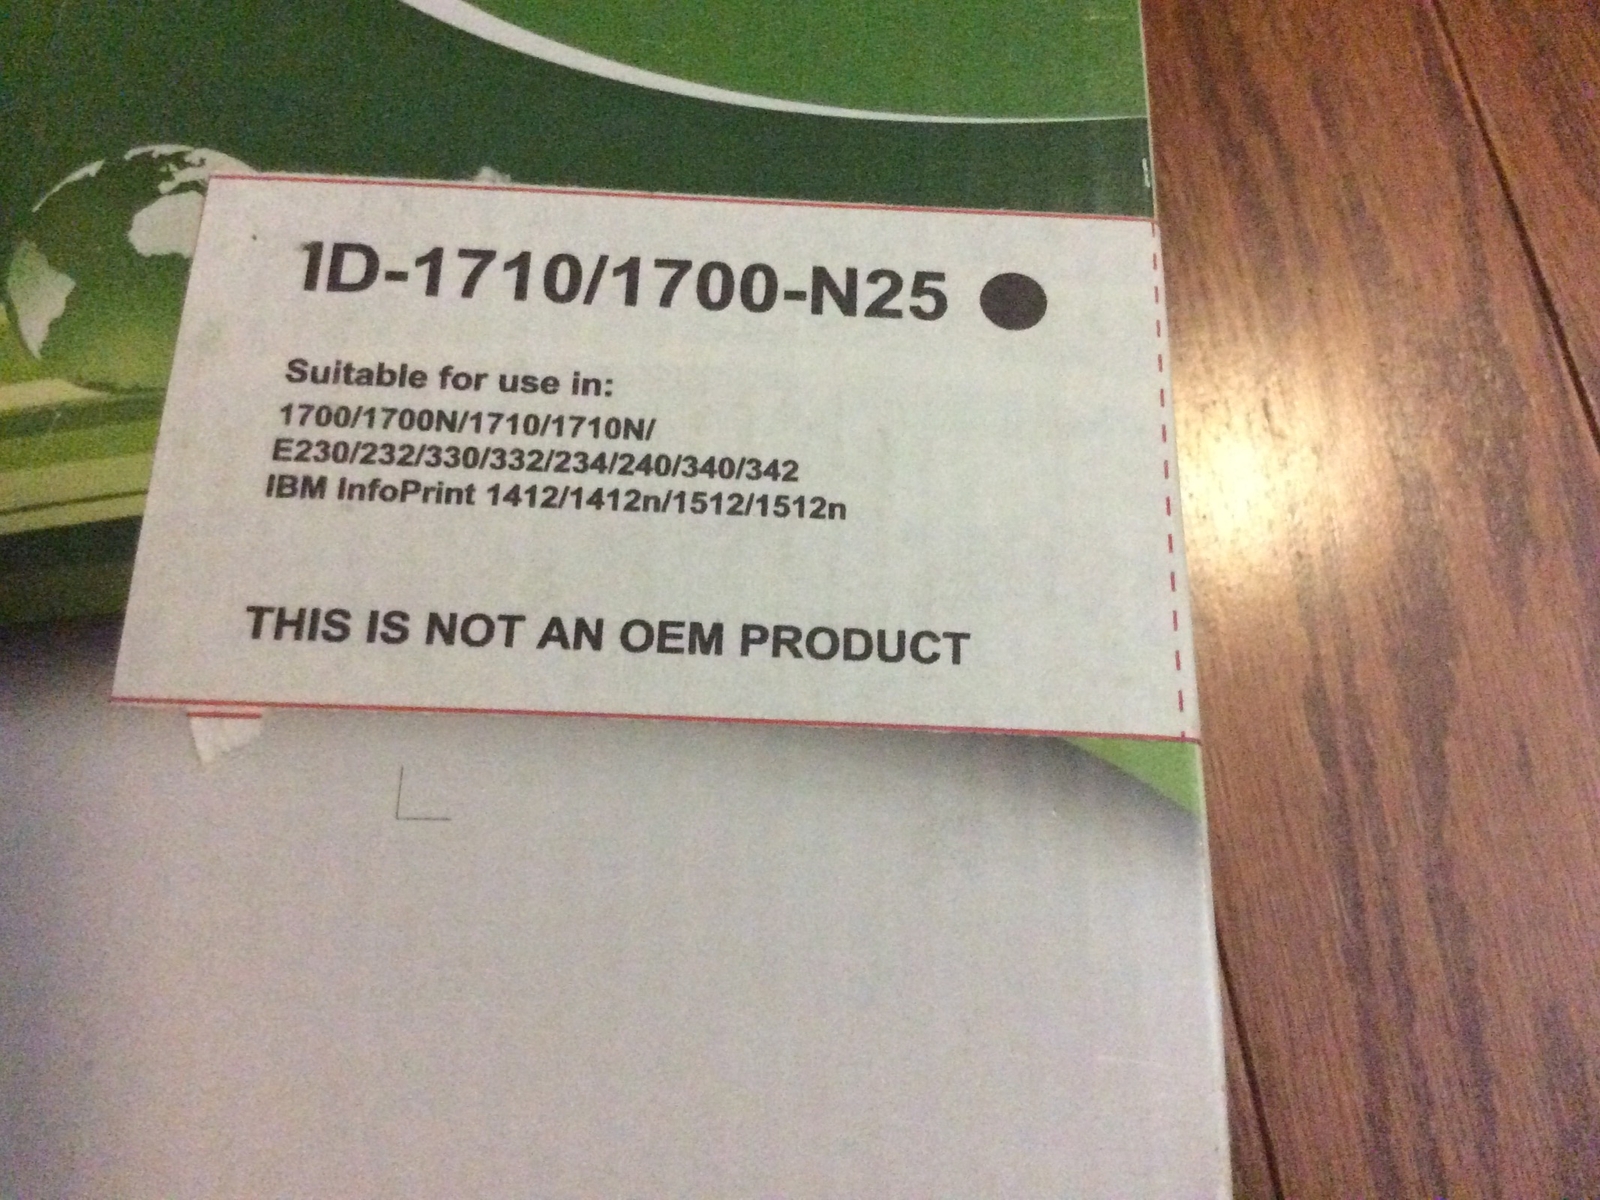 1D-1710/1700-N25
Suitable for use in:
1700/1700N/1710/1710N/
E230/232/330/332/234/240/340/342
IBM InfoPrint 1412/1412n/1512/1512n
THIS IS NOT AN OEM PRODUCT